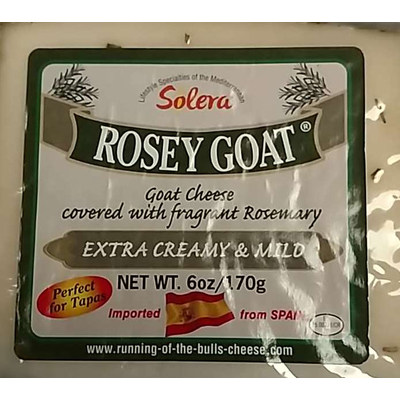 Lifestyle Specialties of the Mediterranean
Solera
ROSEY GOAT®
Goat Cheese
covered with fragrant Rosemary
EXTRA CREAMY & MILD
NET WT. 6oz/170g
Perfect
for Tapas
Imported from SPAIN
www.running-of-the-bulls-cheese.com